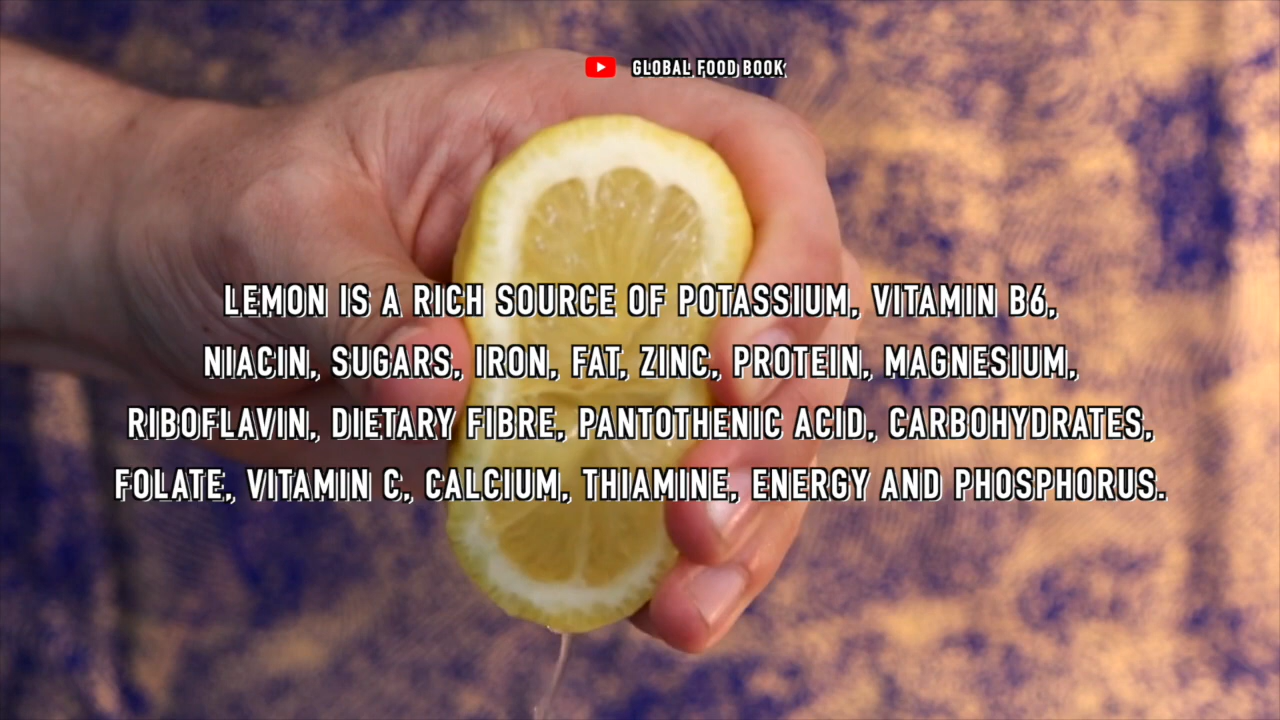 GLOBAL FOOD BOOK
LEMON IS A RICH SOURCE OF POTASSIUM, VITAMIN B6,
NIACIN, SUGARS, IRON, FAT, ZINC, PROTEIN, MAGNESIUM,
RIBOFLAVIN, DIETARY FIBRE, PANTOTHENIC ACID, CARBOHYDRATES,
FOLATE, VITAMIN C, CALCIUM, THIAMINE, ENERGY AND PHOSPHORUS.